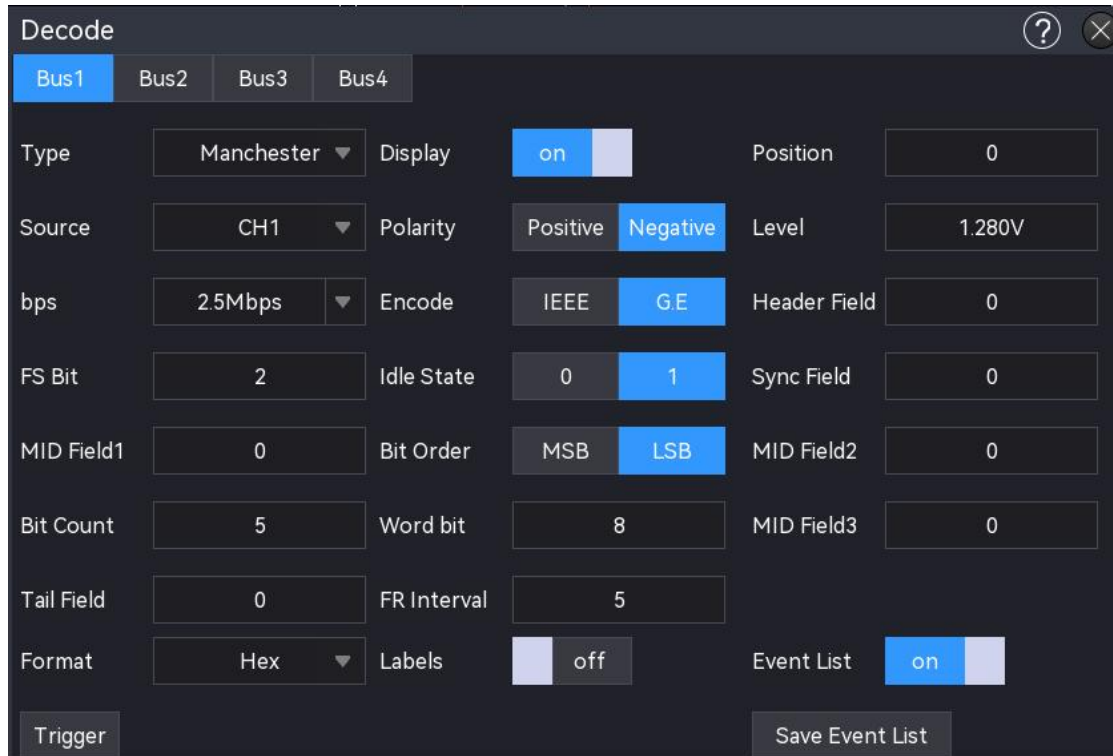 Decode ?
Bus1 Bus2 Bus3 Bus4
Type Manchester Display on Position 0
Source CH1 Polarity Positive Negative Level 1.280V
bps 2.5Mbps Encode IEEE G.E Header Field 0
FS Bit 2 Idle State 0 1 Sync Field 0
MID Field1 0 Bit Order MSB LSB MID Field2 0
Bit Count 5 Word bit 8 MID Field3 0
Tail Field 0 FR Interval 5
Format Hex Labels off Event List on
Trigger Save Event List